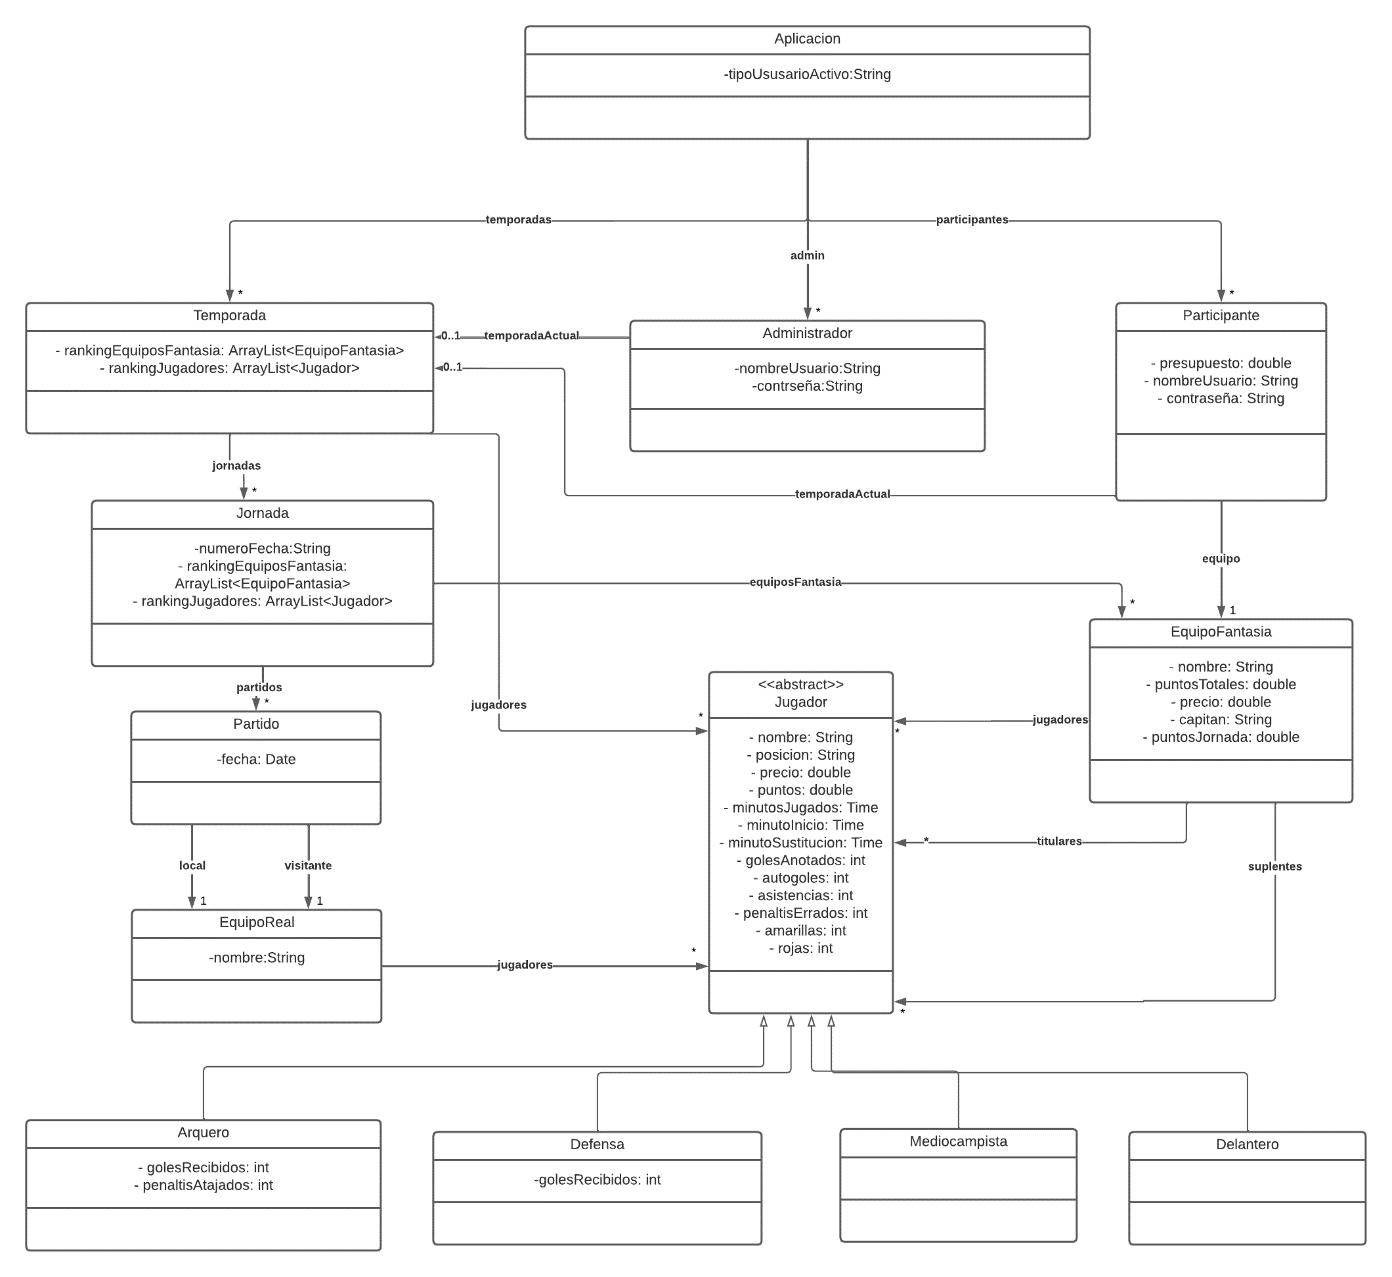 Aplicacion
-tipoUsusarioActivo:String
temporadas
participantes
admin
*
*
*
Temporada
- rankingEquiposFantasia: ArrayList<EquipoFantasia>
- rankingJugadores: ArrayList<Jugador>
0..1
temporadaActual
0..1
Administrador
-nombreUsuario:String
-contrseña:String
Participante
- presupuesto: double
- nombreUsuario: String
- contraseña: String
temporadaActual
jornadas
*
Jornada
-numeroFecha:String
- rankingEquiposFantasia:
ArrayList<EquipoFantasia>
- rankingJugadores: ArrayList<Jugador>
equiposFantasia
*
equipo
1
EquipoFantasia
- nombre: String
- puntosTotales: double
- precio: double
- capitan: String
- puntosJornada: double
partidos
*
Partido
-fecha: Date
jugadores
*
<<abstract>>
Jugador
- nombre: String
- posicion: String
- precio: double
- puntos: double
- minutosJugados: Time
- minutoInicio: Time
- minutoSustitucion: Time
- golesAnotados: int
- autogoles: int
- asistencias: int
- penaltisErrados: int
- amarillas: int
- rojas: int
jugadores
*
titulares
*
suplentes
*
local
visitante
1
1
EquipoReal
-nombre:String
jugadores
*
Arquero
- golesRecibidos: int
- penaltisAtajados: int
Defensa
-golesRecibidos: int
Mediocampista
Delantero